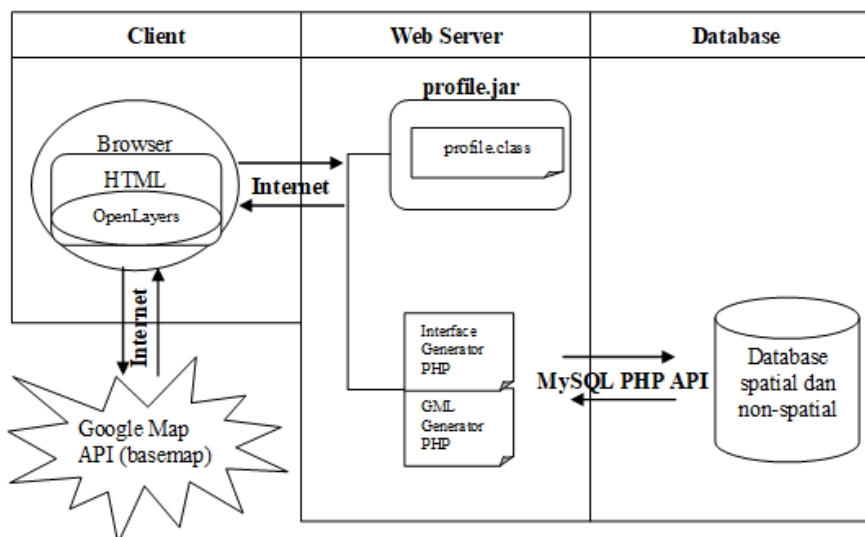 Client
Web Server
Database
profile.jar
profile.class
Browser
HTML
OpenLayers
Internet
Internet
Interface
Generator
PHP
GML
Generator
PHP
MySQL PHP API
Database
spatial dan
non-spatial
Google Map
API (basemap)